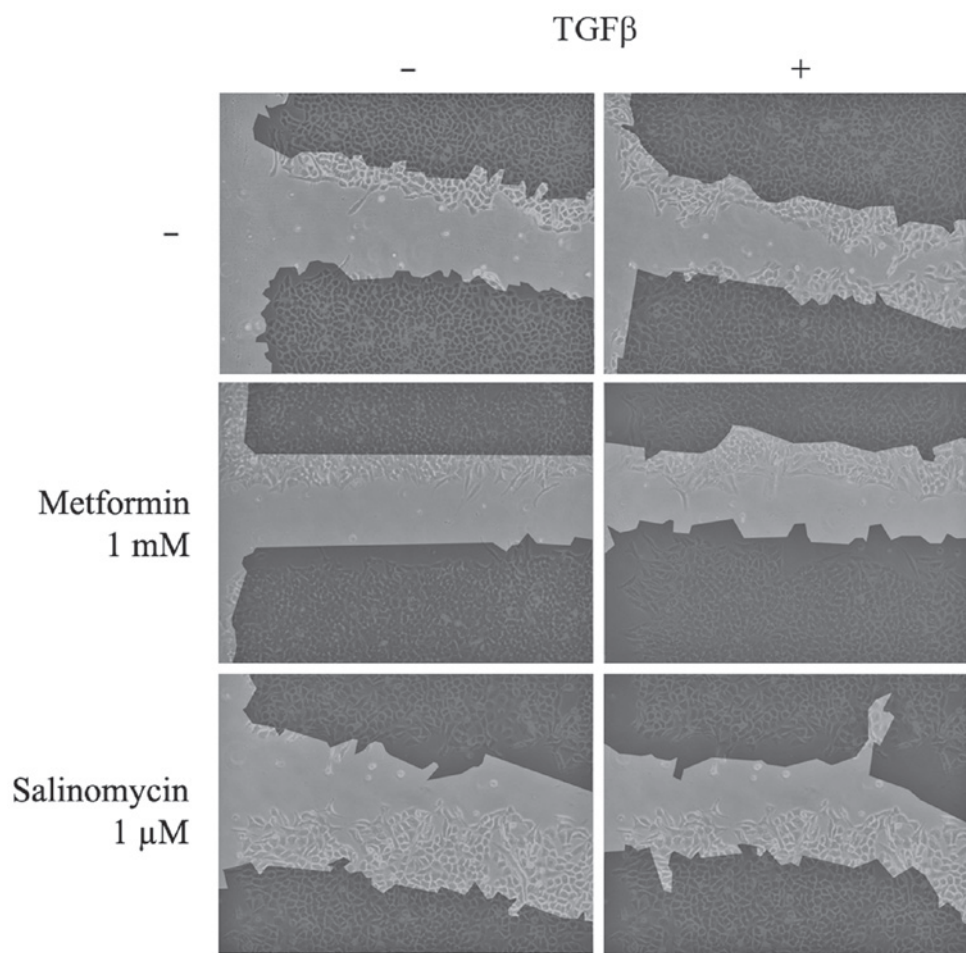 TGFβ
– +
–
Metformin
1 mM
Salinomycin
1 µM